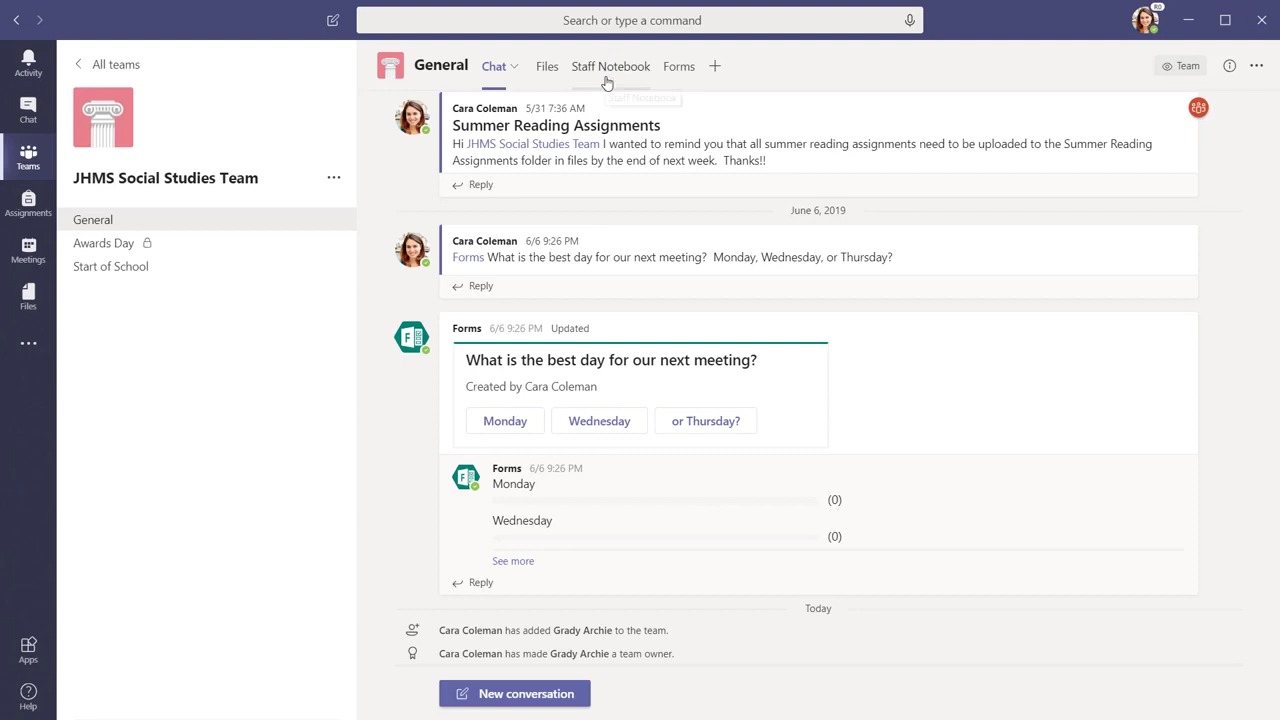 Search or type a command
RO
Activity
Chat
Teams
Assignments
Meetings
Files
Apps
Help
All teams
JHMS Social Studies Team
General
Awards Day
Start of School
General
Chat
Files
Staff Notebook
Forms
Team
Staff Notebook
Cara Coleman 5/31 7:36 AM
Summer Reading Assignments
Hi JHMS Social Studies Team I wanted to remind you that all summer reading assignments need to be uploaded to the Summer Reading
Assignments folder in files by the end of next week. Thanks!!
Reply
June 6, 2019
Cara Coleman 6/6 9:26 PM
Forms What is the best day for our next meeting? Monday, Wednesday, or Thursday?
Reply
Forms 6/6 9:26 PM Updated
What is the best day for our next meeting?
Created by Cara Coleman
Monday
Wednesday
or Thursday?
Forms 6/6 9:26 PM
Monday
(0)
Wednesday
(0)
See more
Reply
Today
Cara Coleman has added Grady Archie to the team.
Cara Coleman has made Grady Archie a team owner.
New conversation